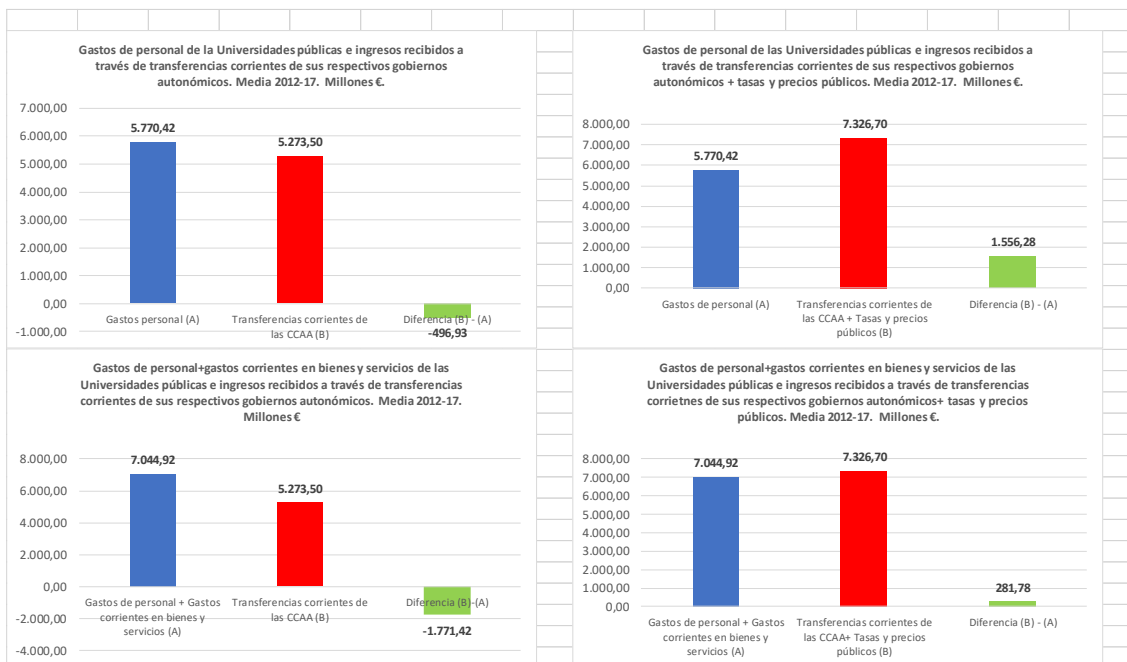 Gastos de personal de la Universidades públicas e ingresos recibidos a
través de transferencias corrientes de sus respectivos gobiernos
autonómicos. Media 2012-17. Millones €.
7.000,00
6.000,00
5.000,00
4.000,00
3.000,00
2.000,00
1.000,00
0,00
-1.000,00
5.770,42
5.273,50
-496,93
Gastos personal (A)
Transferencias corrientes de
las CCAA (B)
Diferencia (B) - (A)
Gastos de personal de las Universidades públicas e ingresos recibidos a
través de transferencias corrientes de sus respectivos gobiernos
autonómicos + tasas y precios públicos. Media 2012-17. Millones €.
8.000,00
7.000,00
6.000,00
5.000,00
4.000,00
3.000,00
2.000,00
1.000,00
0,00
5.770,42
7.326,70
1.556,28
Gastos de personal (A)
Transferencias corrientes de
las CCAA + Tasas y precios
públicos (B)
Diferencia (B) - (A)
Gastos de personal+gastos corrientes en bienes y servicios de las
Universidades públicas e ingresos recibidos a través de transferencias
corrientes de sus respectivos gobiernos autonómicos. Media 2012-17.
Millones €
8.000,00
6.000,00
4.000,00
2.000,00
0,00
-2.000,00
-4.000,00
7.044,92
5.273,50
-1.771,42
Gastos de personal + Gastos
corrientes en bienes y
servicios (A)
Transferencias corrientes de
las CCAA (B)
Diferencia (B)-(A)
Gastos de personal+gastos corrientes en bienes y servicios de las
Universidades públicas e ingresos recibidos a través de transferencias
corrietnes de sus respectivos gobiernos autonómicos+ tasas y precios
públicos. Media 2012-17. Millones €.
8.000,00
7.000,00
6.000,00
5.000,00
4.000,00
3.000,00
2.000,00
1.000,00
0,00
7.044,92
7.326,70
281,78
Gastos de personal + Gastos
corrientes en bienes y
servicios (A)
Transferencias corrientes de
las CCAA+ Tasas y precios
públicos (B)
Diferencia (B) - (A)